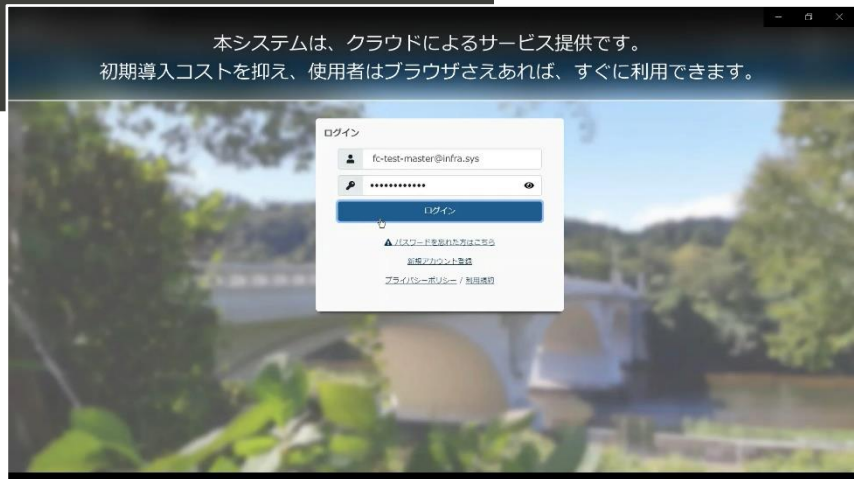 本システムは、クラウドによるサービス提供です。
初期導入コストを抑え、使用者はブラウザさえあれば、すぐに利用できます。
ログイン
fc-test-master@infra.sys
••••••••••••
ログイン
パスワードを忘れた方はこちら
新規アカウント登録
プライバシーポリシー / 利用規約